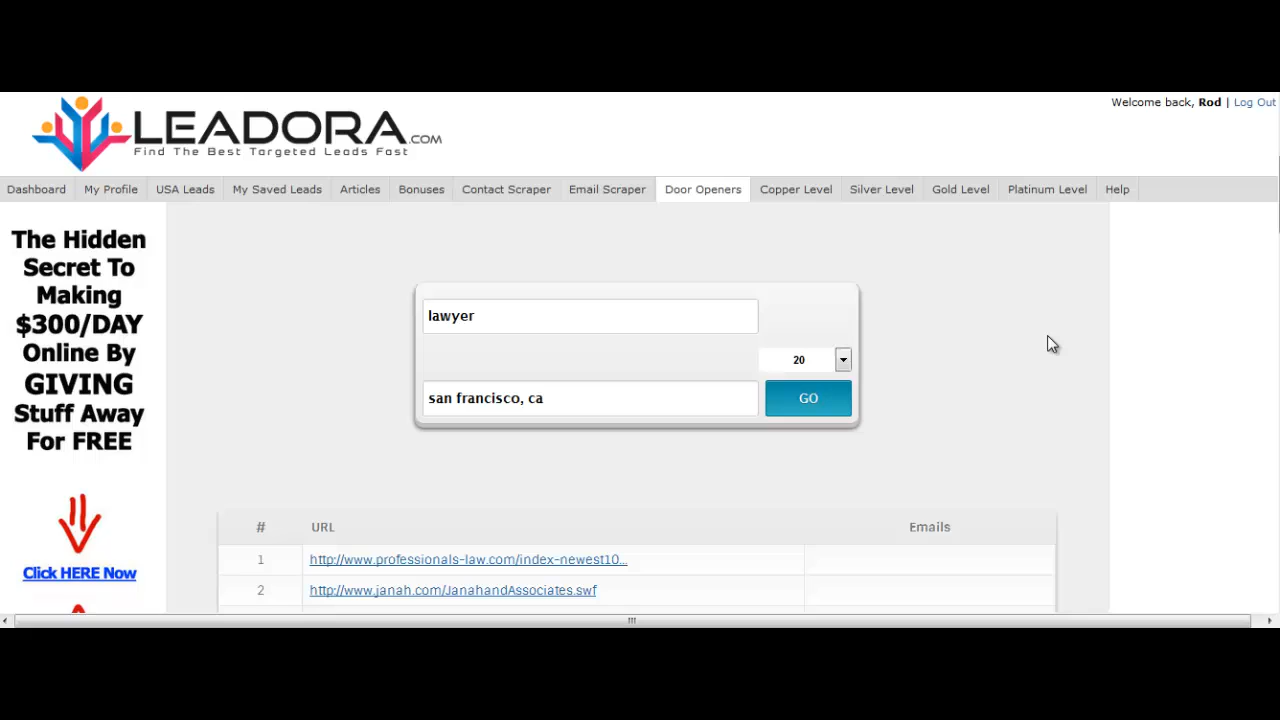 LEADORA.COM
Find The Best Targeted Leads Fast
Welcome back, Rod | Log Out
Dashboard My Profile USA Leads My Saved Leads Articles Bonuses Contact Scraper Email Scraper Door Openers Copper Level Silver Level Gold Level Platinum Level Help
The Hidden
Secret To
Making
$300/DAY
Online By
GIVING
Stuff Away
For FREE
Click HERE Now
lawyer
20
san francisco, ca
GO
# URL Emails
1 http://www.professionals-law.com/index-newest10...
2 http://www.janah.com/JanahandAssociates.swf